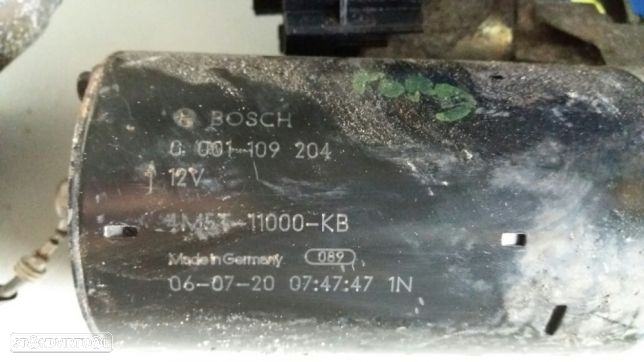 BOSCH
0 001 109 204
12V
4M5T-11000-KB
Made in Germany 089
06-07-20 07:47:47 1N